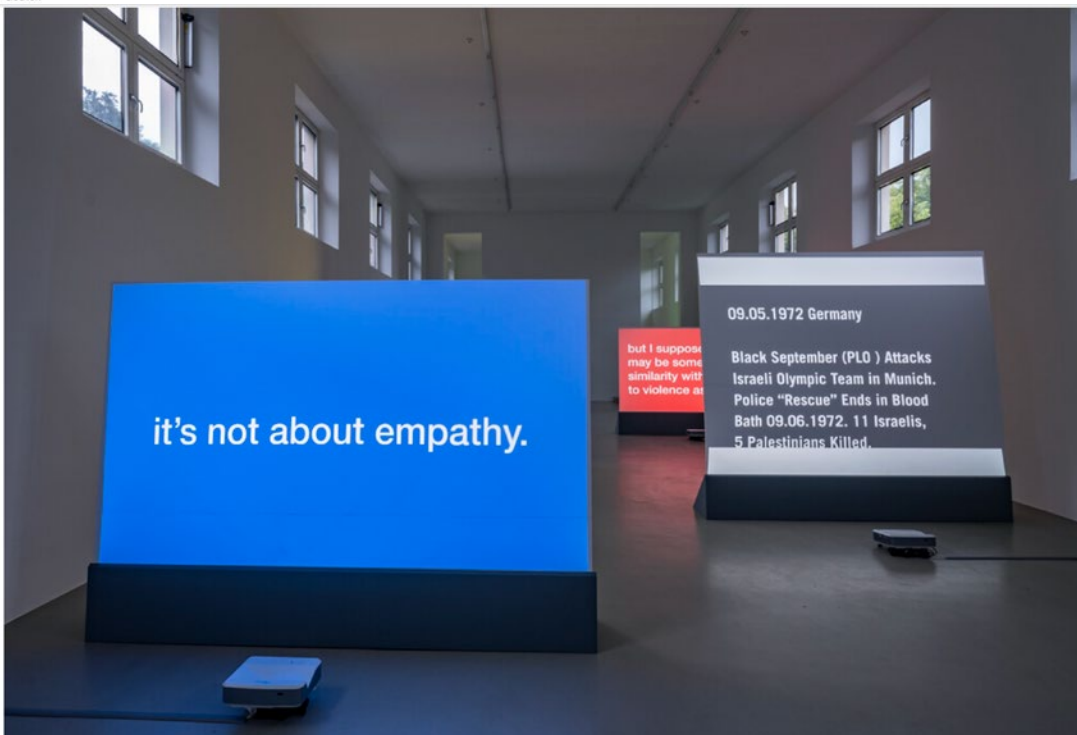 it's not about empathy.
but I suppose
may be some
similarity with
to violence as
09.05.1972 Germany
Black September (PLO ) Attacks
Israeli Olympic Team in Munich.
Police “Rescue” Ends in Blood
Bath 09.06.1972. 11 Israelis,
5 Palestinians Killed.